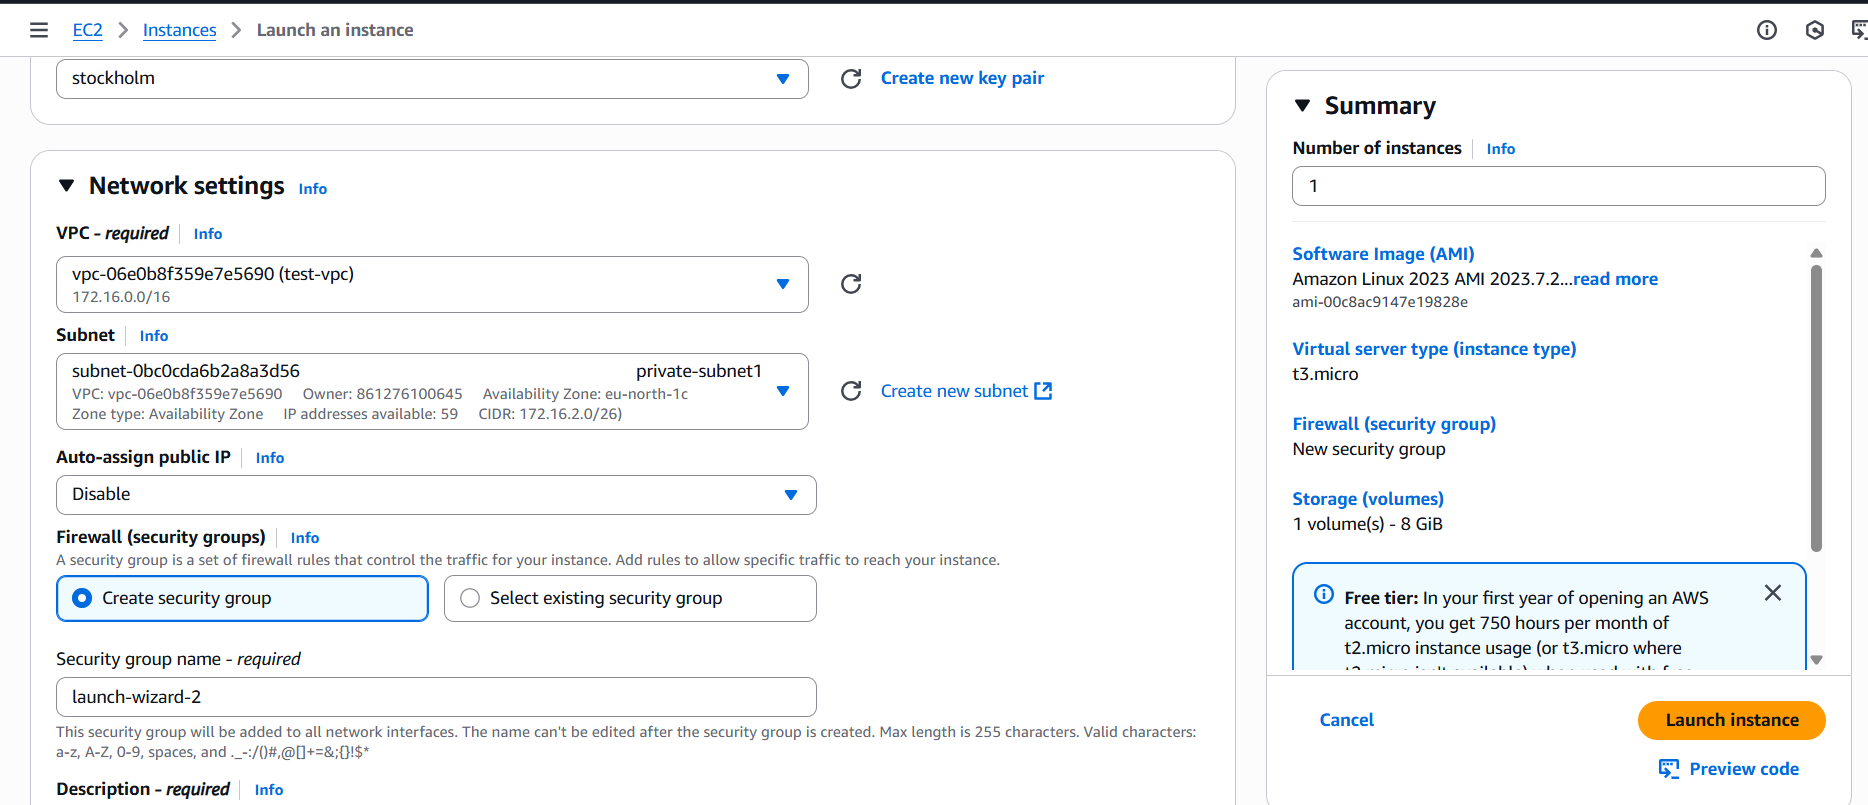 EC2 > Instances > Launch an instance
stockholm
Create new key pair
Network settings Info
VPC - required Info
vpc-06e0b8f359e7e5690 (test-vpc)
172.16.0.0/16
Subnet Info
subnet-0bc0cda6b2a8a3d56 private-subnet1
VPC: vpc-06e0b8f359e7e5690 Owner: 861276100645 Availability Zone: eu-north-1c
Zone type: Availability Zone IP addresses available: 59 CIDR: 172.16.2.0/26)
Create new subnet
Auto-assign public IP Info
Disable
Firewall (security groups) Info
A security group is a set of firewall rules that control the traffic for your instance. Add rules to allow specific traffic to reach your instance.
Create security group
Select existing security group
Security group name - required
launch-wizard-2
This security group will be added to all network interfaces. The name can't be edited after the security group is created. Max length is 255 characters. Valid characters:
a-z, A-Z, 0-9, spaces, and ._-:/()#,@[]+=&;{}!$*
Description - required Info
Summary
Number of instances Info
1
Software Image (AMI)
Amazon Linux 2023 AMI 2023.7.2...read more
ami-00c8ac9147e19828e
Virtual server type (instance type)
t3.micro
Firewall (security group)
New security group
Storage (volumes)
1 volume(s) - 8 GiB
Free tier: In your first year of opening an AWS
account, you get 750 hours per month of
t2.micro instance usage (or t3.micro where
Cancel
Launch instance
Preview code